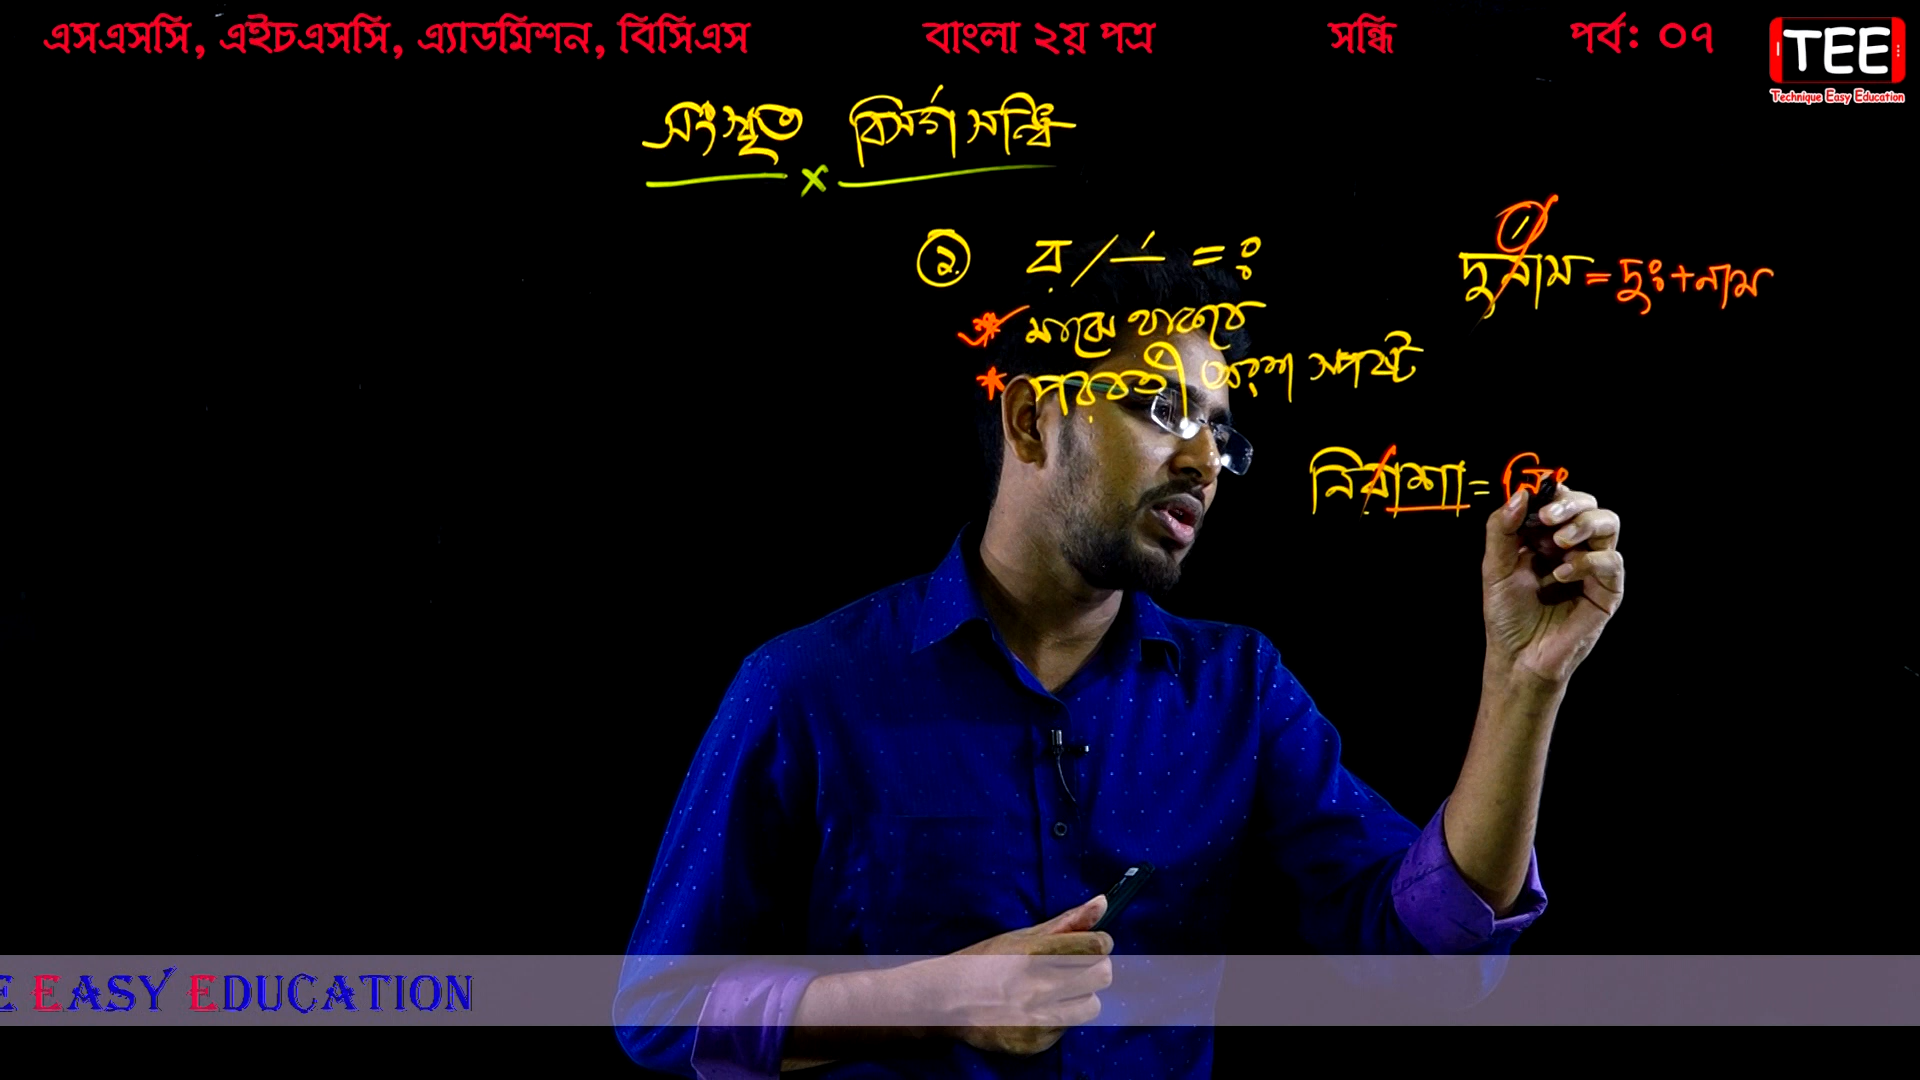 এসএসসি, এইচএসসি, এ্যাডমিশন, বিসিএস বাংলা ২য় পত্র সন্ধি পর্ব: ০৭
TEE
Technique Easy Education
সংস্কৃত বিসর্গ সন্ধি
×
২ র / র্ = ঃ
* মাঝে থাকবে
* পরবর্তী অংশ স্পষ্ট
দুর্নাম = দুঃ + নাম
নিরাশা = নিঃ
E EASY EDUCATION